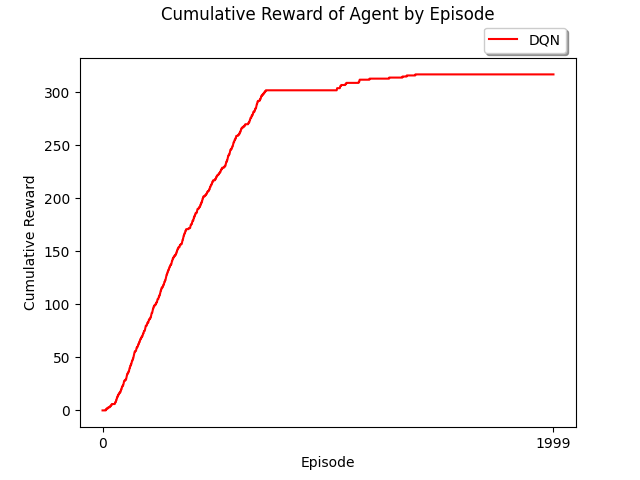 Cumulative Reward of Agent by Episode
DQN
300
250
200
150
100
50
0
Cumulative Reward
0
1999
Episode